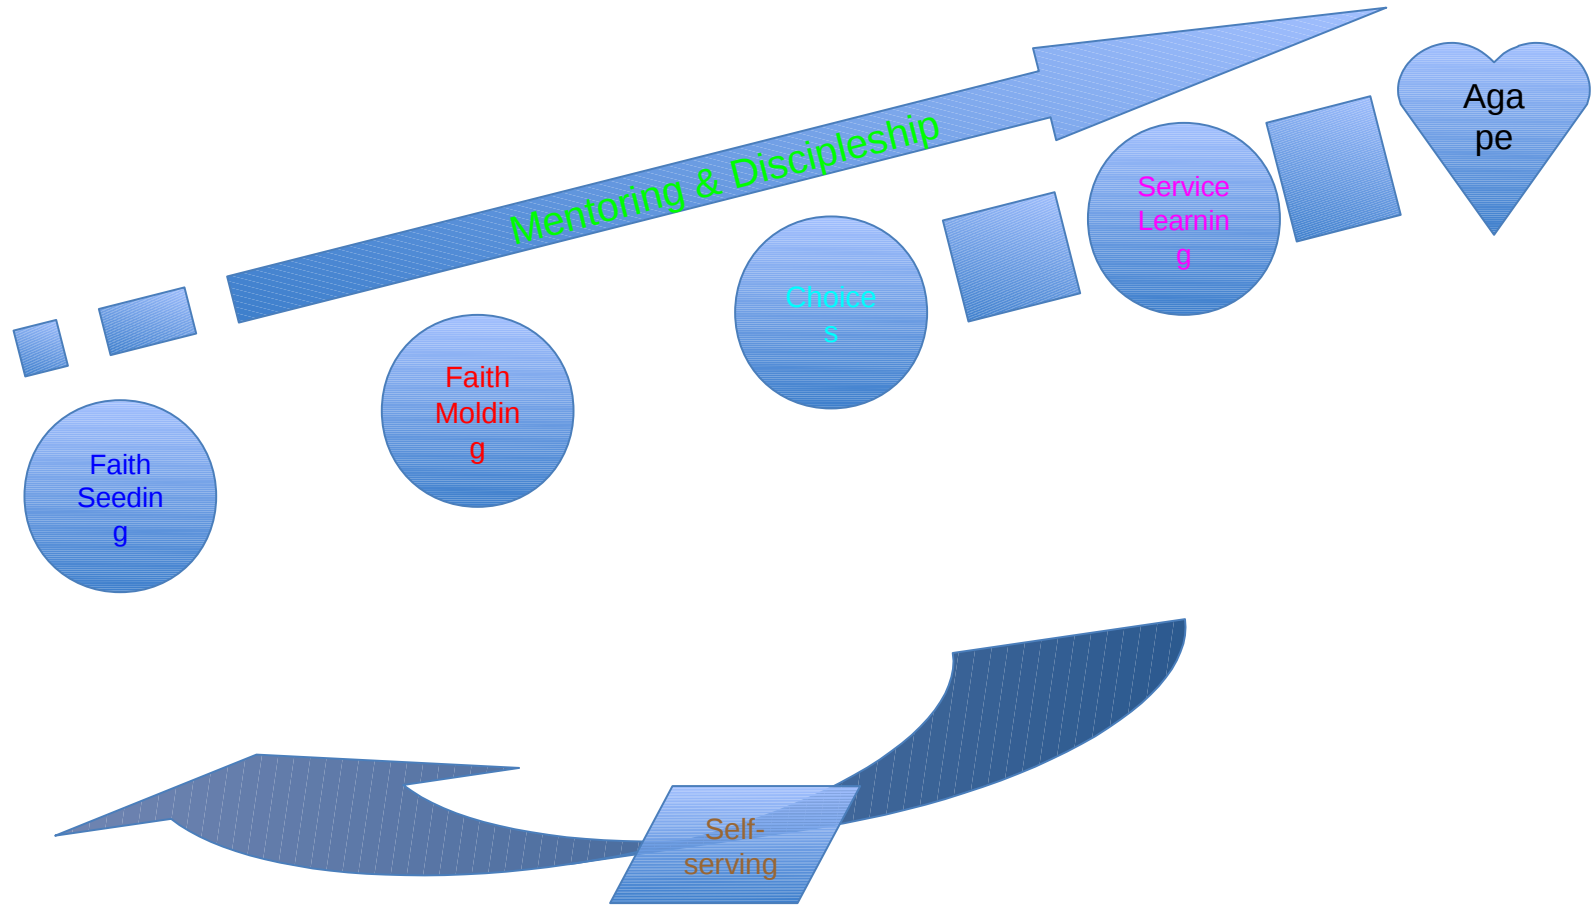 Aga
pe
Mentoring & Discipleship
Service
Learnin
g
Choice
s
Faith
Moldin
g
Faith
Seedin
g
Self-
serving